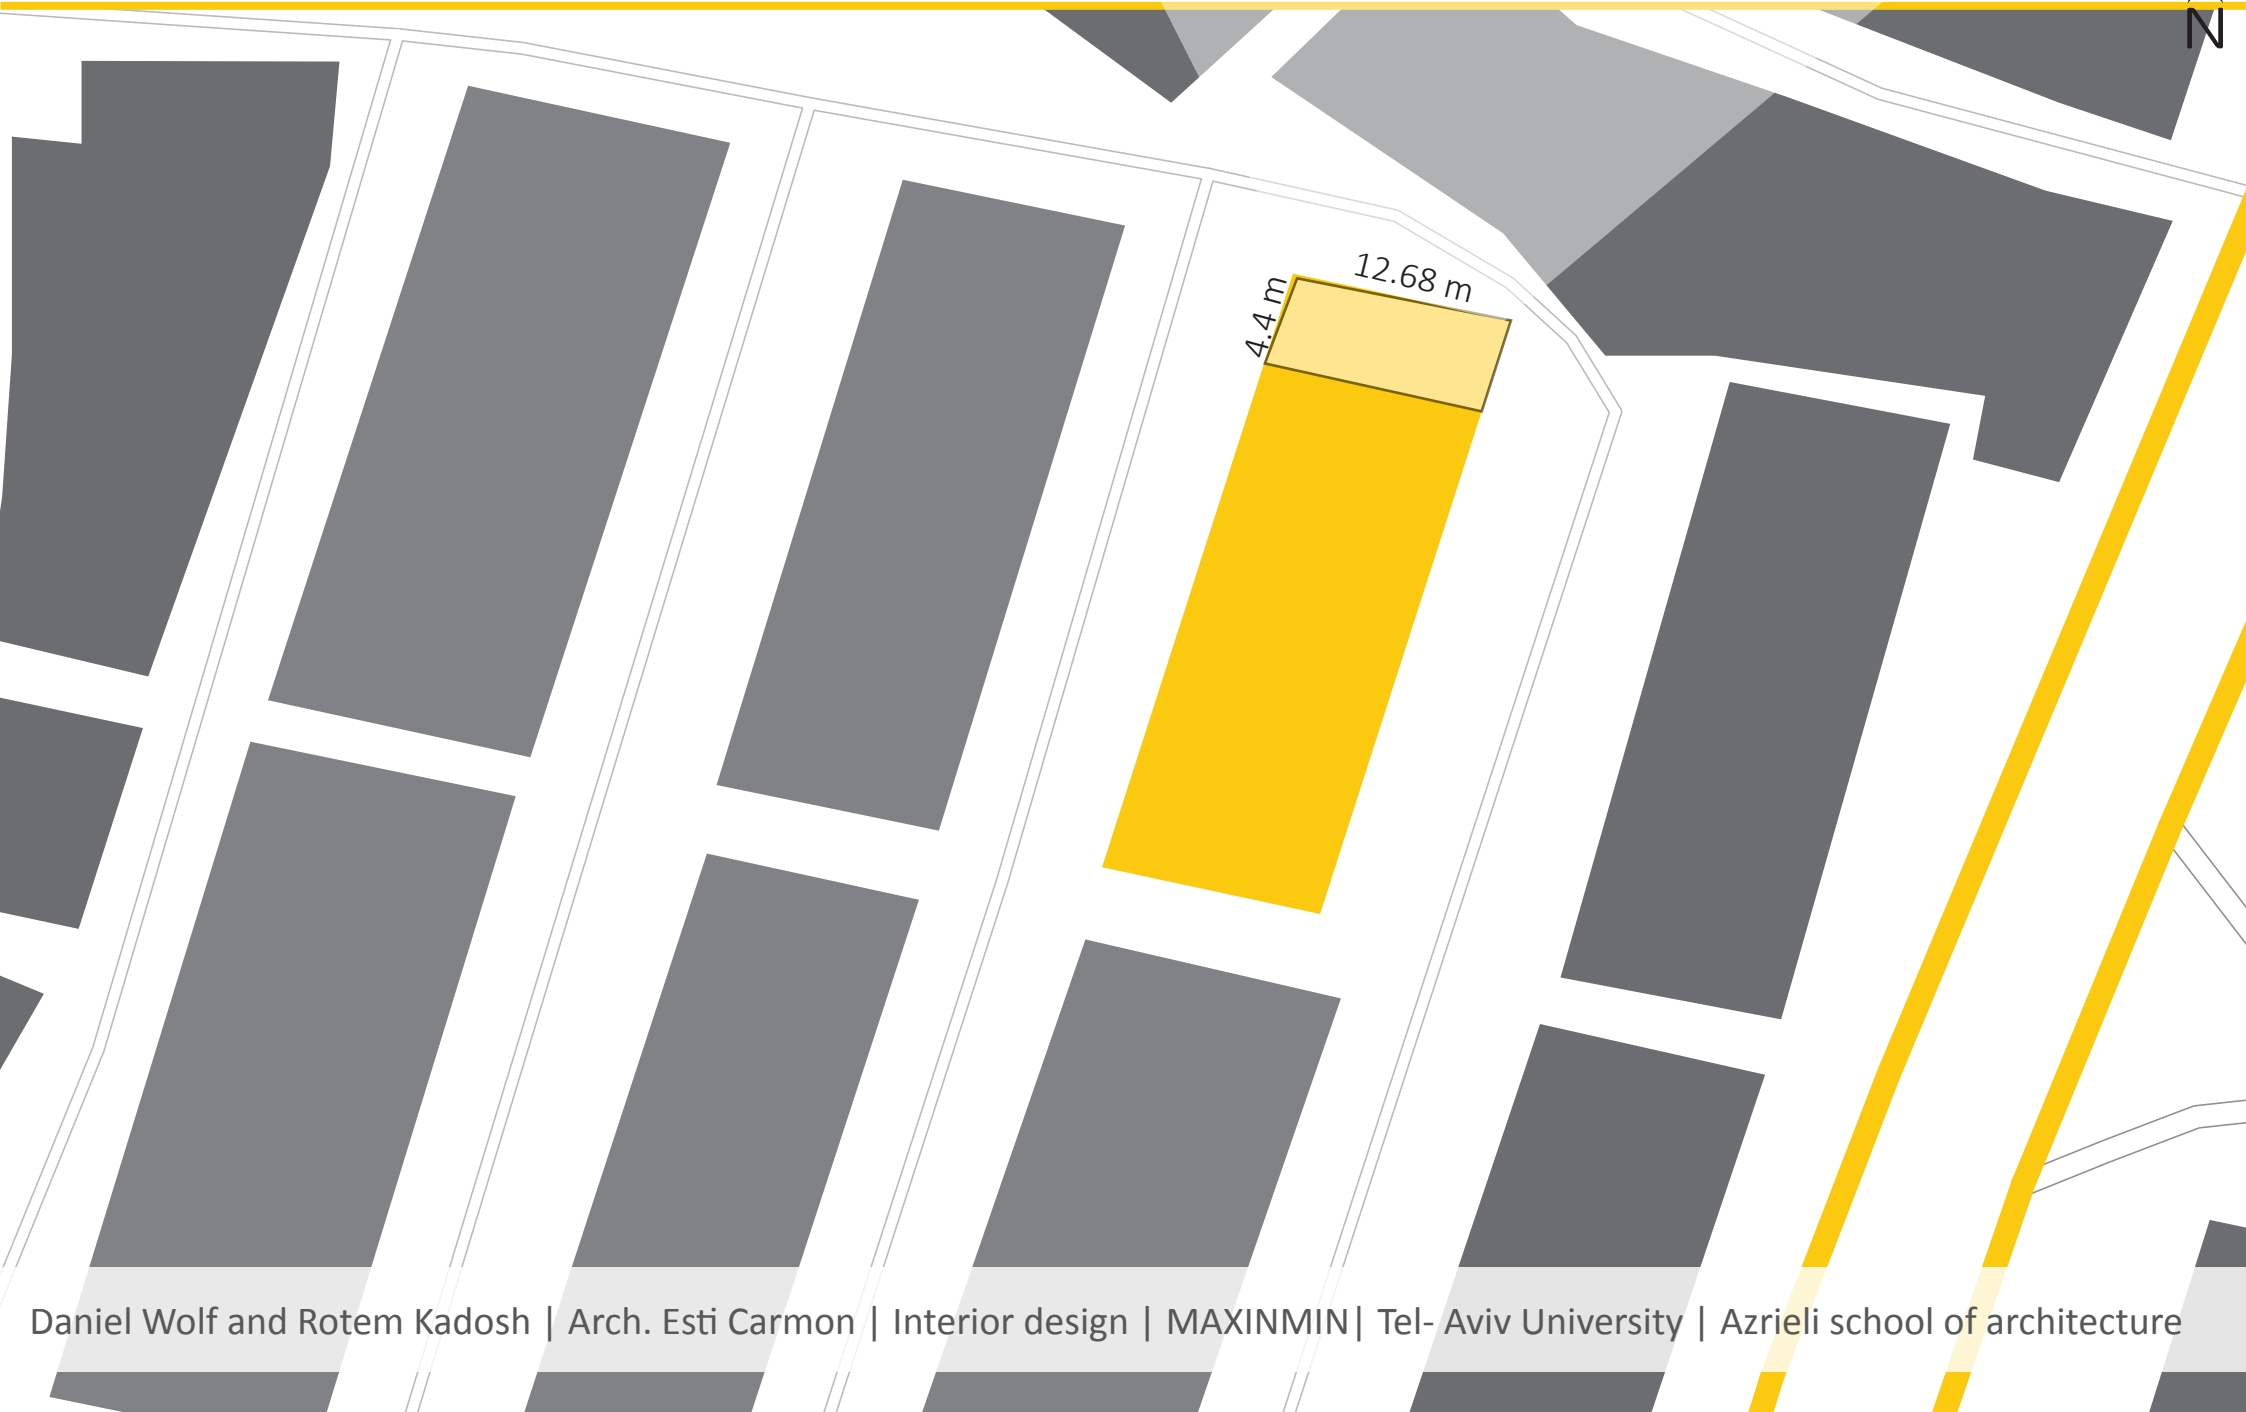 N
12.68 m
4.4 m
Daniel Wolf and Rotem Kadosh | Arch. Esti Carmon | Interior design | MAXINMIN| Tel- Aviv University | Azrieli school of architecture